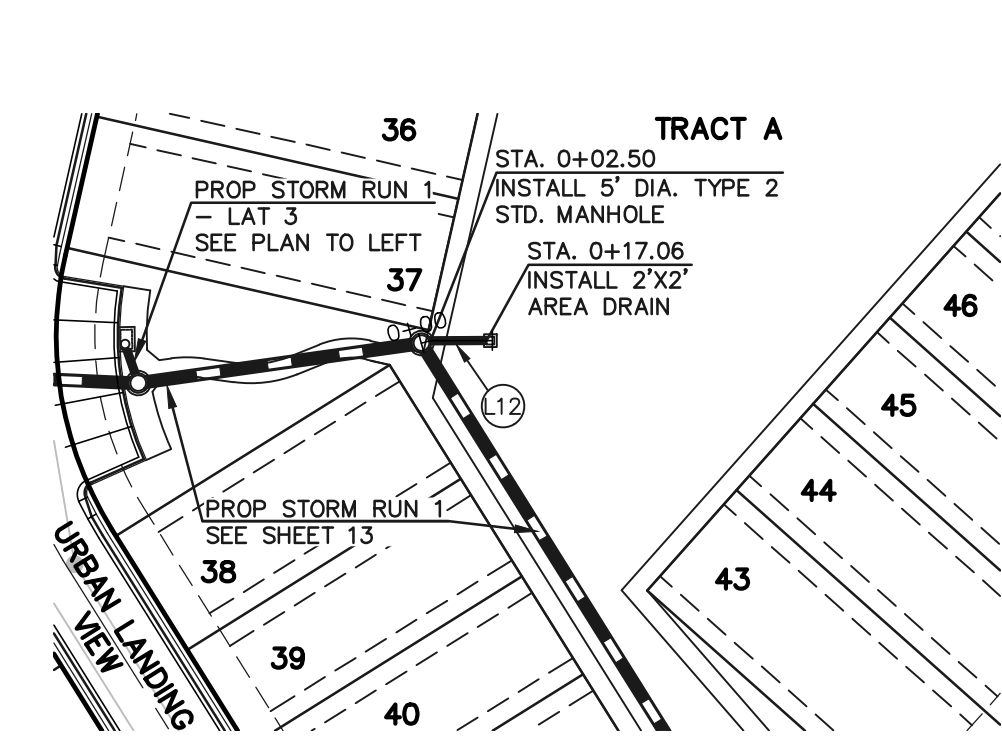 36
TRACT A
STA. 0+02.50
INSTALL 5' DIA. TYPE 2
STD. MANHOLE
PROP STORM RUN 1
– LAT 3
SEE PLAN TO LEFT
STA. 0+17.06
INSTALL 2'X2'
AREA DRAIN
37
46
L12
45
44
PROP STORM RUN 1
SEE SHEET 13
38
43
39
40
URBAN LANDING
VIEW